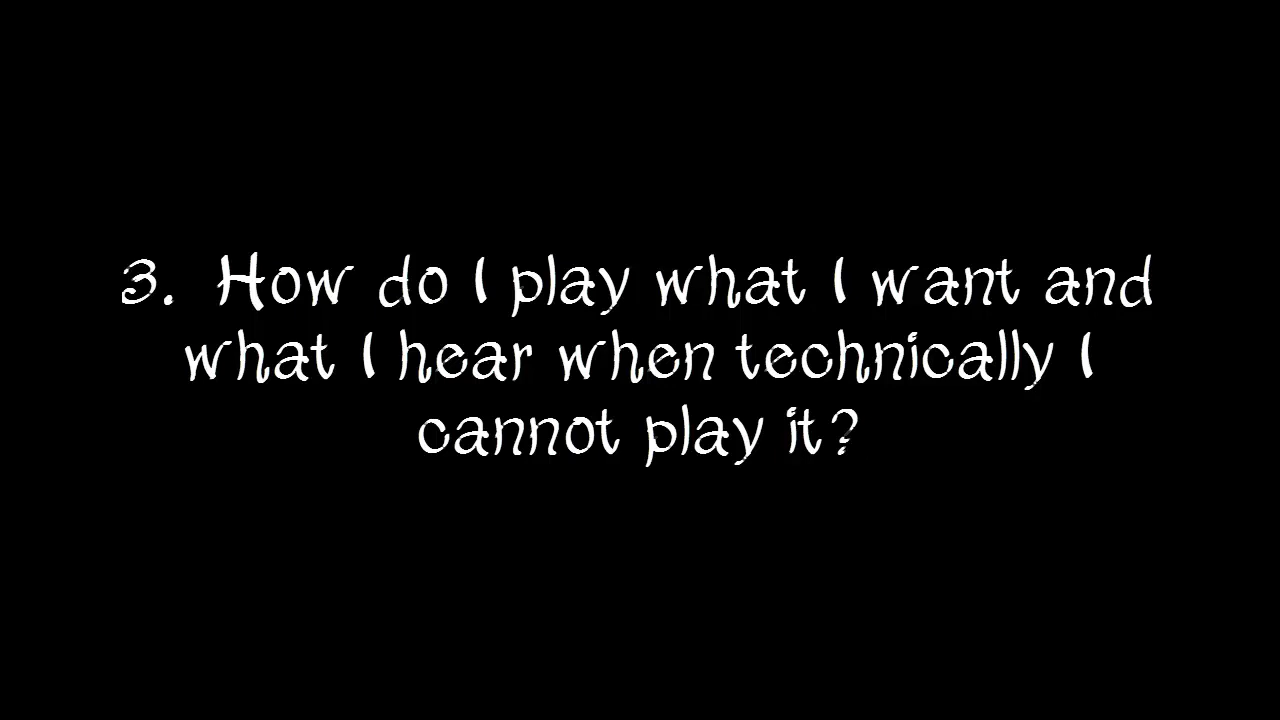 3. How do I play what I want and
what I hear when technically I
cannot play it?